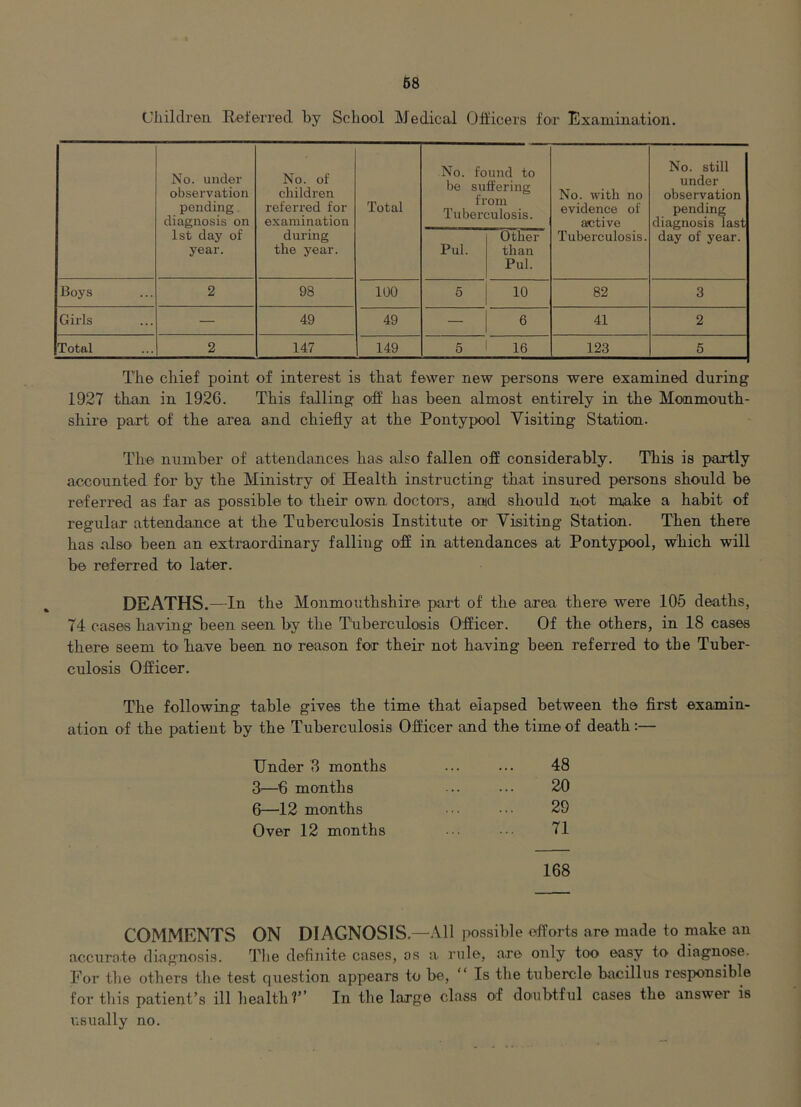 68
Children Referred by School Medical Officers for Examination.
No. under observation pending diagnosis on 1st day of year. | No. of children referred for examination during the year. | Total | No. found to be suffering from Tuberculosis. Pul. | Other than Pul. | No. with no evidence of active Tuberculosis. | No. still under observation pending diagnosis last day of year.
Boys ... 2 | 98 | 100 | 5 | 10 | 82 | 3
Girls ... — | 49 | 49 | — | 6 | 41 | 2
Total ... 2 | 147 | 149 | 5 | 16 | 123 | 5
The chief point of interest is that fewer new persons were examined during
1927 than in 1926. This falling off has been almost entirely in the Monmouth-
shire part of the area and chiefly at the Pontypool Visiting Station.
The number of attendances has also fallen off considerably. This is partly
accounted for by the Ministry of Health instructing that insured persons should be
referred as far as possible to their own doctors, and should not make a habit of
regular attendance at the Tuberculosis Institute or Visiting Station. Then there
has also been an extraordinary falling off in attendances at Pontypool, which will
be referred to later.
DEATHS.—In the Monmouthshire part of the area there were 105 deaths,
74 cases having been seen by the Tuberculosis Officer. Of the others, in 18 cases
there seem to have been no reason for their not having been referred to the Tuber-
culosis Officer.
The following table gives the time that elapsed between the first examin-
ation of the patient by the Tuberculosis Officer and the time of death:—
Under 3 months ... ... 48
3—6 months ... ... 20
6—12 months ... ... 29
Over 12 months ... ... 71
168
COMMENTS ON DIAGNOSIS.—All possible efforts are made to make an
accurate diagnosis. The definite cases, as a rule, are only too easy to diagnose.
For the others the test question appears to be, “ Is the tubercle bacillus responsible
for this patient’s ill health?” In the large class of doubtful cases the answer is
usually no.